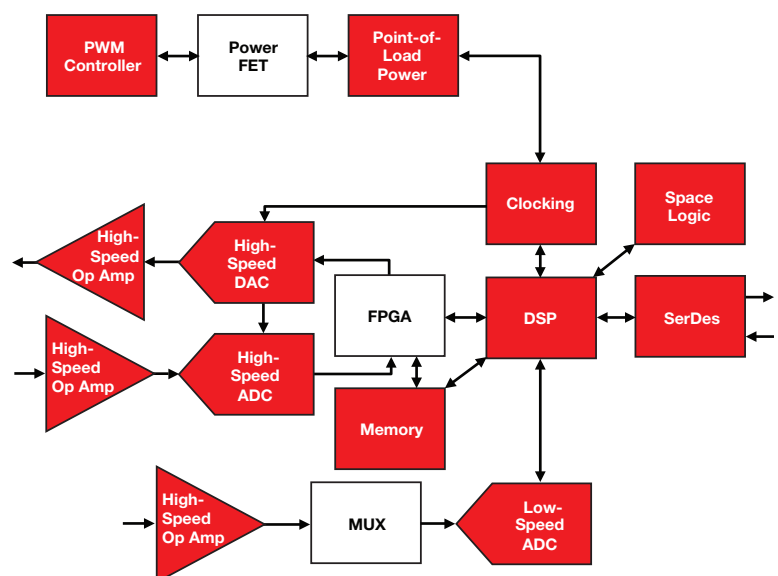 PWM
Controller
Power
FET
Point-of-
Load
Power
Clocking
Space
Logic
High-
Speed
Op Amp
High-
Speed
DAC
FPGA
DSP
SerDes
High-
Speed
Op Amp
High-
Speed
ADC
Memory
High-
Speed
Op Amp
MUX
Low-
Speed
ADC